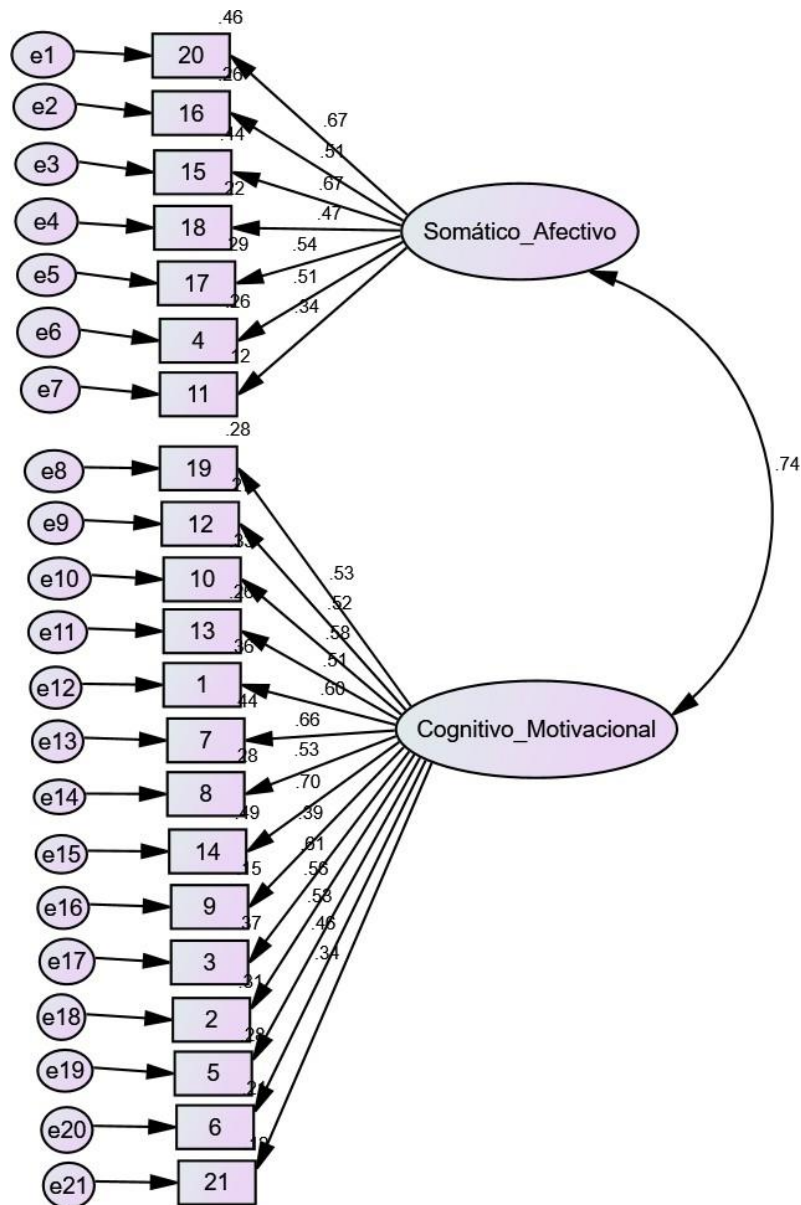 .46
e1
20
.26
e2
16
.67
.44
.51
e3
15
.67
.22
.47
e4
18
Somático_Afectivo
.29
.54
e5
17
.51
.26
.34
e6
4
.12
e7
11
.28
.74
e8
19
e9
12
.33
.53
e10
10
.26
.52
e11
13
.58
.36
.51
e12
1
.60
.44
.66
e13
7
Cognitivo_Motivacional
.28
.53
e14
8
.70
.49
.39
e15
14
.61
.15
.56
e16
9
.53
.37
.46
e17
3
.34
.31
e18
2
.28
e19
5
e20
6
e21
21